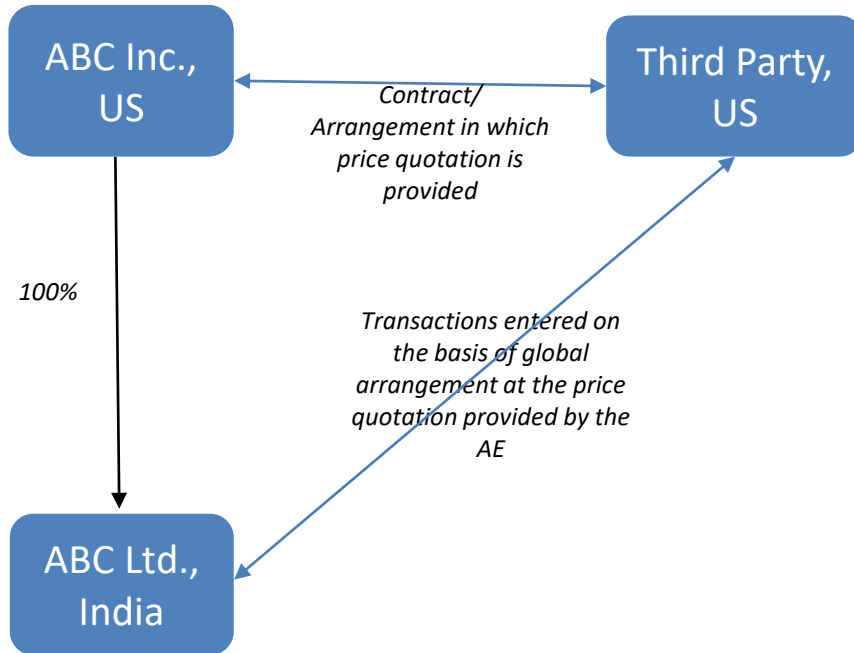 ABC Inc.,
US
Third Party,
US
Contract/
Arrangement in which
price quotation is
provided
100%
Transactions entered on
the basis of global
arrangement at the price
quotation provided by the
AE
ABC Ltd.,
India